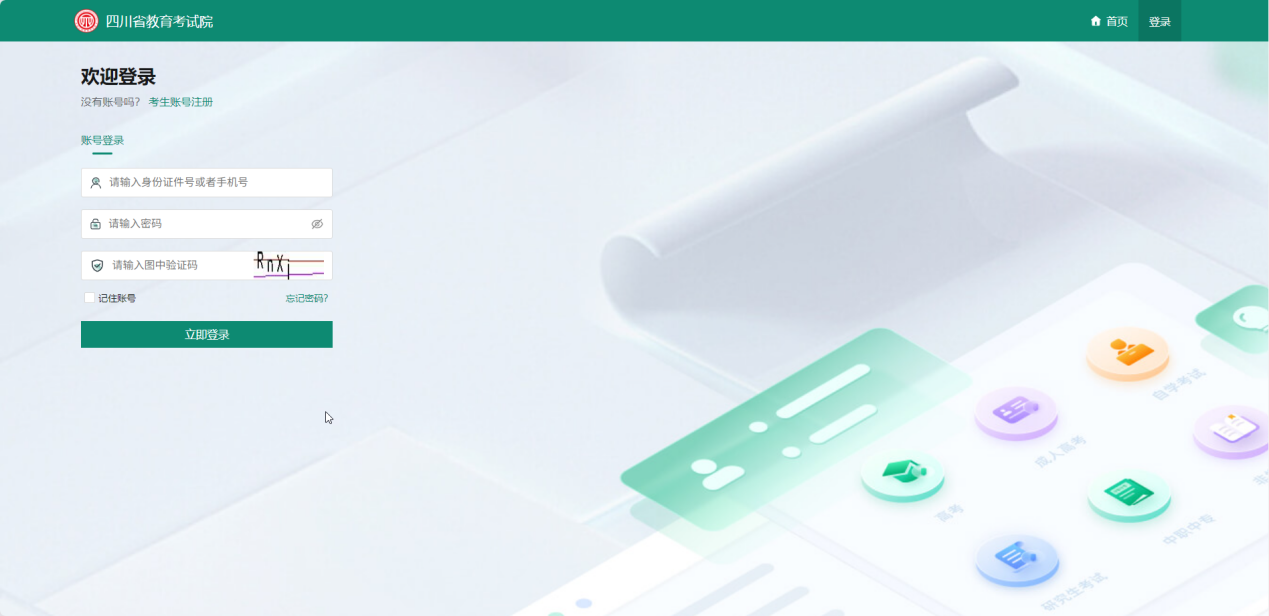 四川省教育考试院
首页
登录
欢迎登录
没有账号吗? 考生账号注册
账号登录
请输入身份证件号或者手机号
请输入密码
请输入图中验证码
记住账号
忘记密码?
立即登录
自学考试
成人高考
高考
中职中专
研究生考试